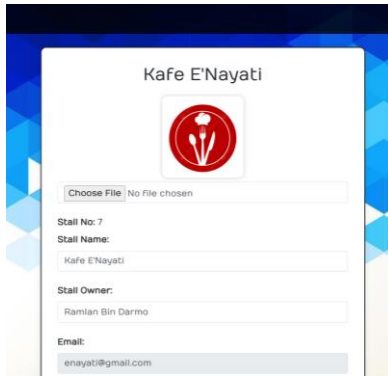 Kafe E'Nayati
Choose File No file chosen
Stall No: 7
Stall Name:
Kafe E'Nayati
Stall Owner:
Ramlan Bin Darmo
Email:
enayati@gmail.com